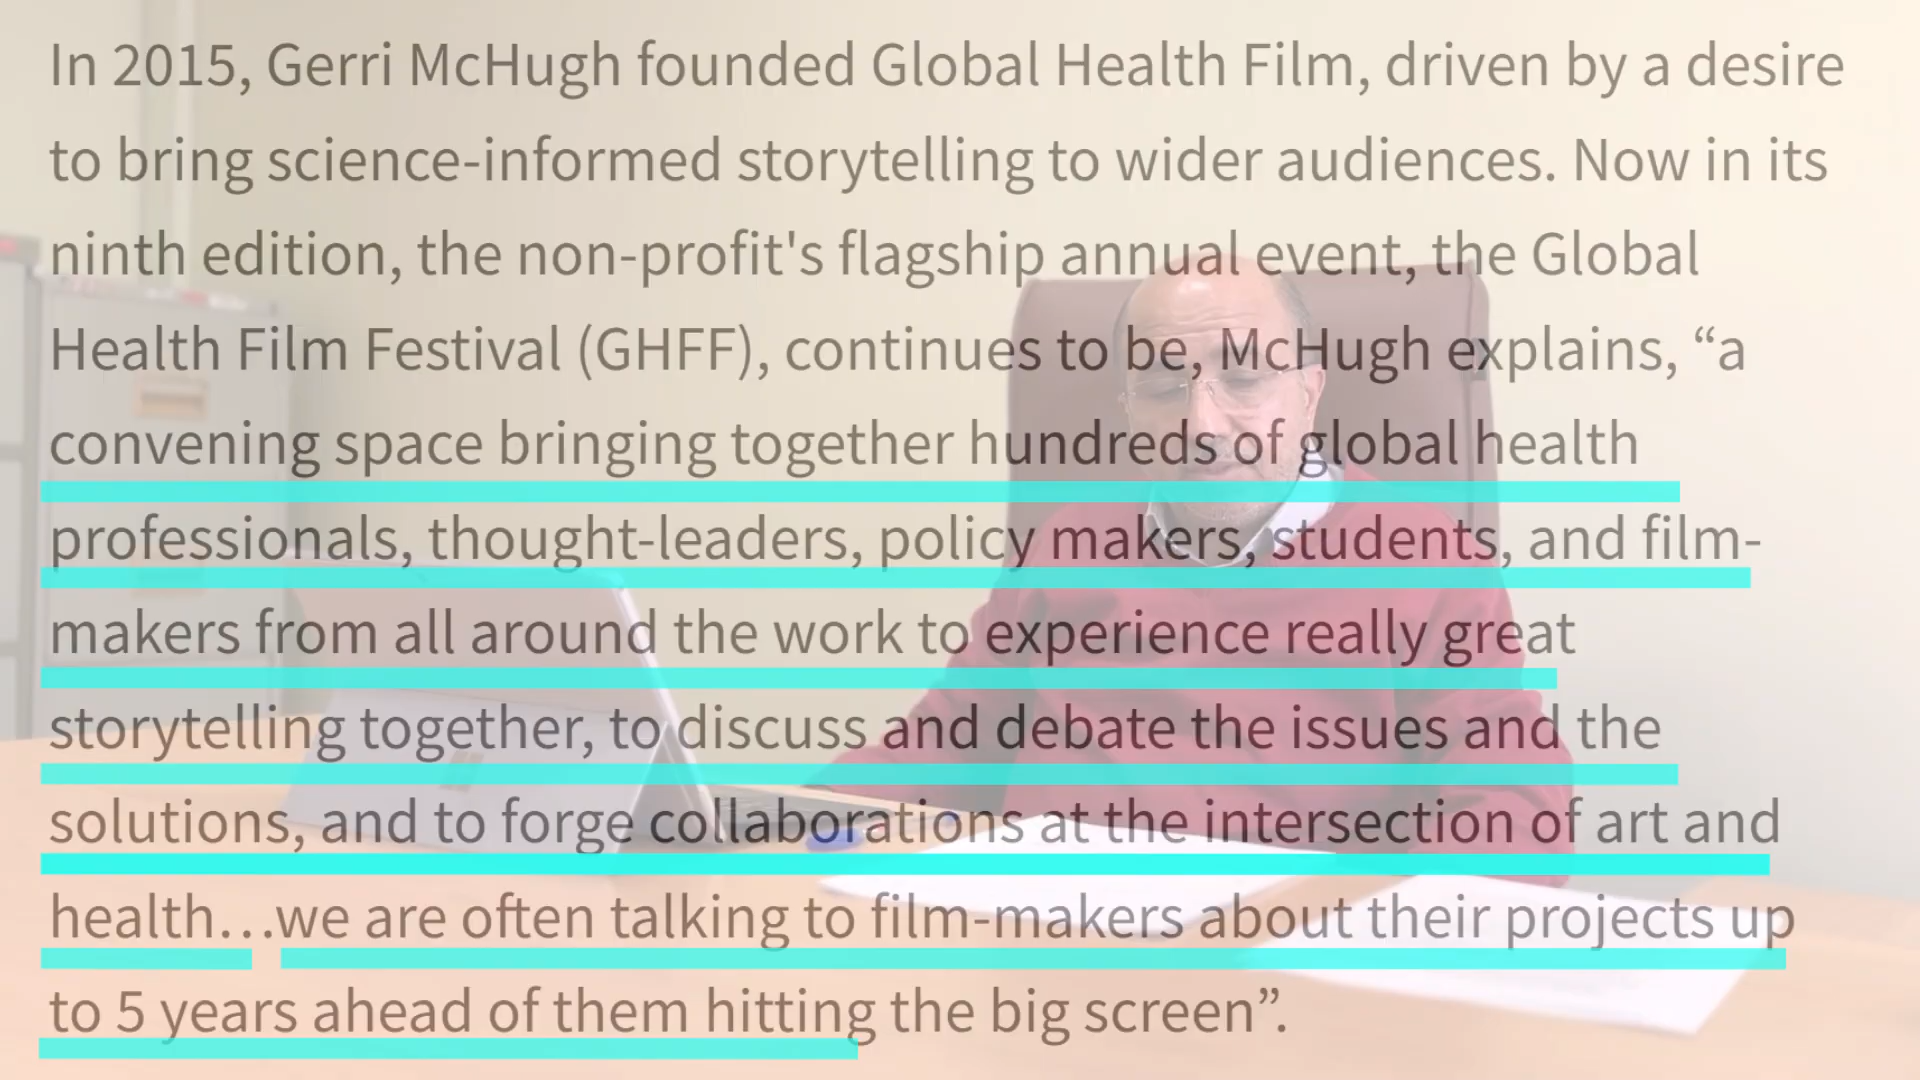 In 2015, Gerri McHugh founded Global Health Film, driven by a desire
to bring science-informed storytelling to wider audiences. Now in its
ninth edition, the non-profit's flagship annual event, the Global
Health Film Festival (GHFF), continues to be, McHugh explains, “a
convening space bringing together hundreds of global health
professionals, thought-leaders, policy makers, students, and film-
makers from all around the work to experience really great
storytelling together, to discuss and debate the issues and the
solutions, and to forge collaborations at the intersection of art and
health…we are often talking to film-makers about their projects up
to 5 years ahead of them hitting the big screen”.